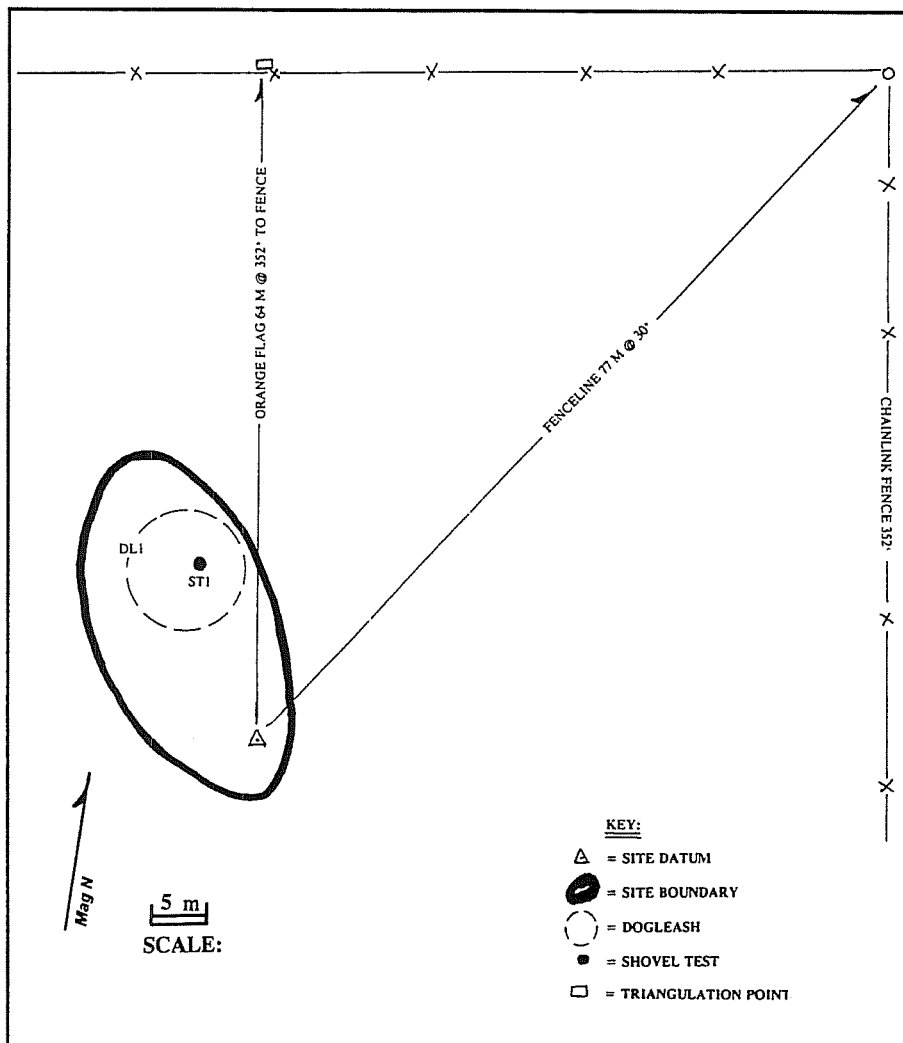 ORANGE FLAG 64 M @ 352° TO FENCE
FENCELINE 77 M @ 30°
CHAINLINK FENCE 352°
DL1
ST1
Mag N
5 m
SCALE:
KEY:
= SITE DATUM
= SITE BOUNDARY
= DOGLEASH
= SHOVEL TEST
= TRIANGULATION POINT